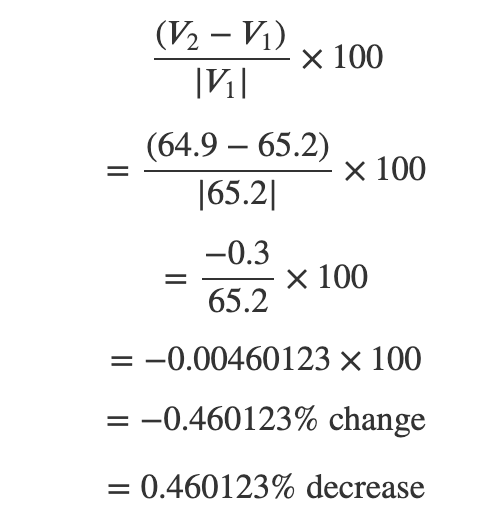 (V₂ − V₁)
|V₁|
× 100
= (64.9 − 65.2)
|65.2|
× 100
= −0.3
65.2
× 100
= −0.00460123 × 100
= −0.460123% change
= 0.460123% decrease